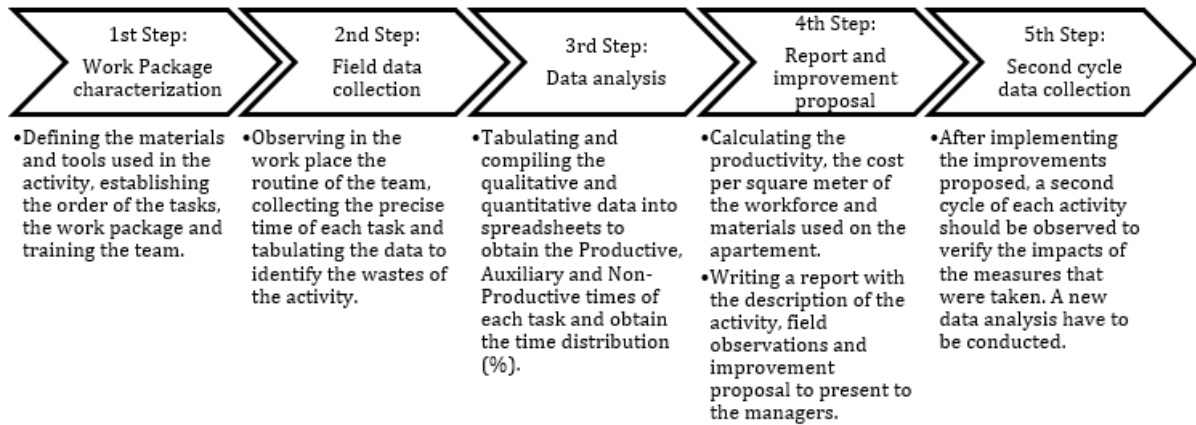 1st Step:
Work Package
characterization
2nd Step:
Field data
collection
3rd Step:
Data analysis
4th Step:
Report and
improvement
proposal
5th Step:
Second cycle
data collection
•Defining the materials
and tools used in the
activity, establishing
the order of the tasks,
the work package and
training the team.
•Observing in the
work place the
routine of the team,
collecting the precise
time of each task and
tabulating the data to
identify the wastes of
the activity.
•Tabulating and
compiling the
qualitative and
quantitative data into
spreadsheets to
obtain the Productive,
Auxiliary and Non-
Productive times of
each task and obtain
the time distribution
(%).
•Calculating the
productivity, the cost
per square meter of
the workforce and
materials used on the
apartement.
•Writing a report with
the description of the
activity, field
observations and
improvement
proposal to present to
the managers.
•After implementing
the improvements
proposed, a second
cycle of each activity
should be observed to
verify the impacts of
the measures that
were taken. A new
data analysis have to
be conducted.